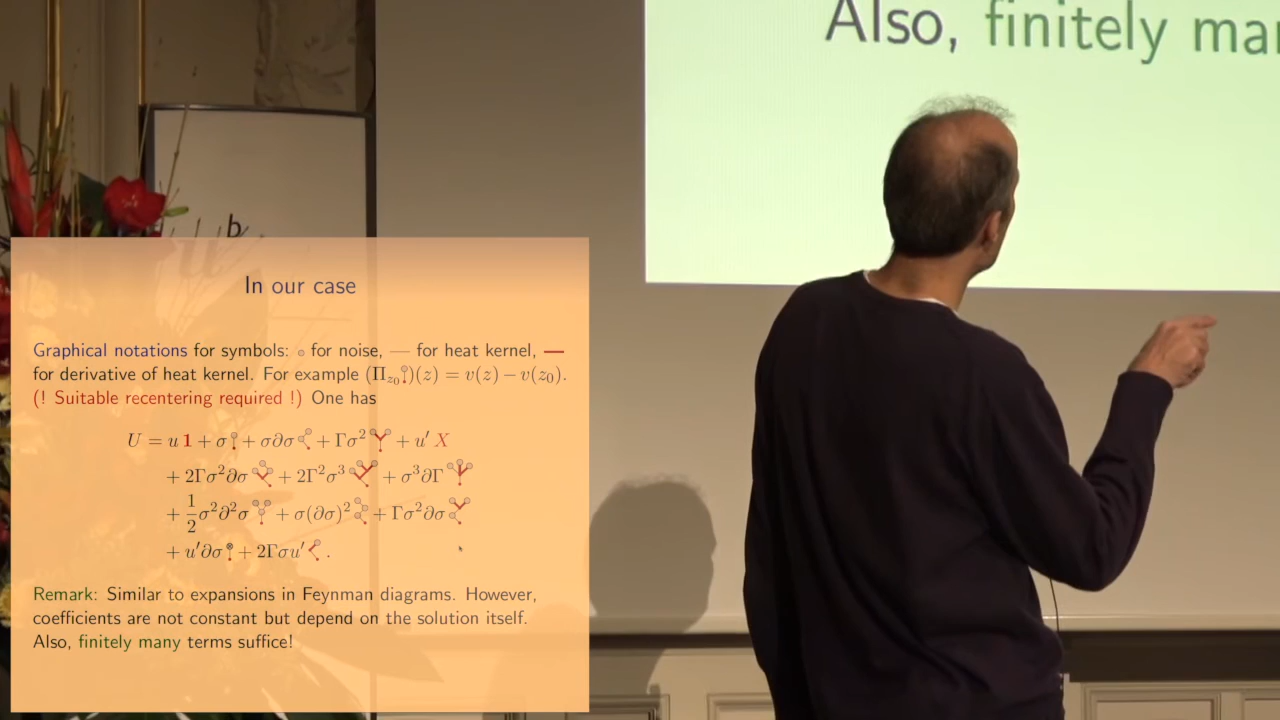 Also, finitely ma
b
In our case
Graphical notations for symbols: ∘ for noise, — for heat kernel, —
for derivative of heat kernel. For example (Π_{z₀})(z) = v(z) − v(z₀).
(! Suitable recentering required !) One has
U = u 1 + σ + σ∂σ + Γσ² + u′ X
+ 2Γσ²∂σ + 2Γ²σ³ + σ³∂Γ
+ 1/2 σ²∂²σ + σ(∂σ)² + Γσ²∂σ
+ u′∂σ + 2Γσu′ .
Remark: Similar to expansions in Feynman diagrams. However,
coefficients are not constant but depend on the solution itself.
Also, finitely many terms suffice!